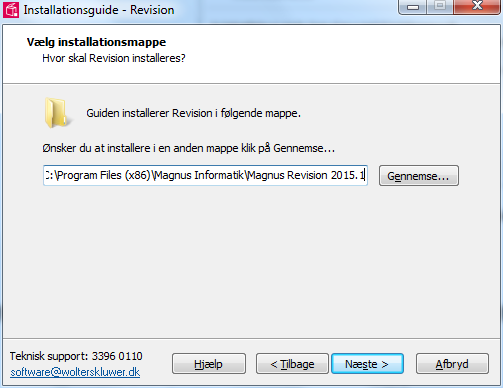 Installationsguide - Revision
Vælg installationsmappe
Hvor skal Revision installeres?
Guiden installerer Revision i følgende mappe.
Ønsker du at installere i en anden mappe klik på Gennemse...
C:\Program Files (x86)\Magnus Informatik\Magnus Revision 2015.1
Gennemse...
Teknisk support: 3396 0110
software@wolterskluwer.dk
Hjælp
< Tilbage
Næste >
Afbryd